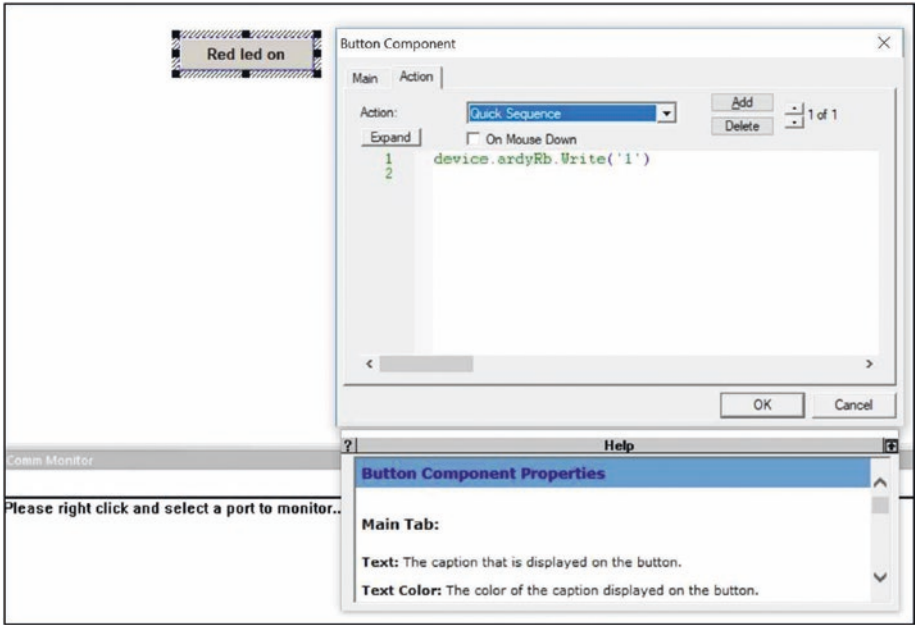 Red led on
Button Component
Main Action
Action: Quick Sequence Add 1 of 1
Expand On Mouse Down Delete
1 device.ardyRb.Write('1')
2
OK Cancel
Comm Monitor
? Help
Button Component Properties
Please right click and select a port to monitor..
Main Tab:
Text: The caption that is displayed on the button.
Text Color: The color of the caption displayed on the button.